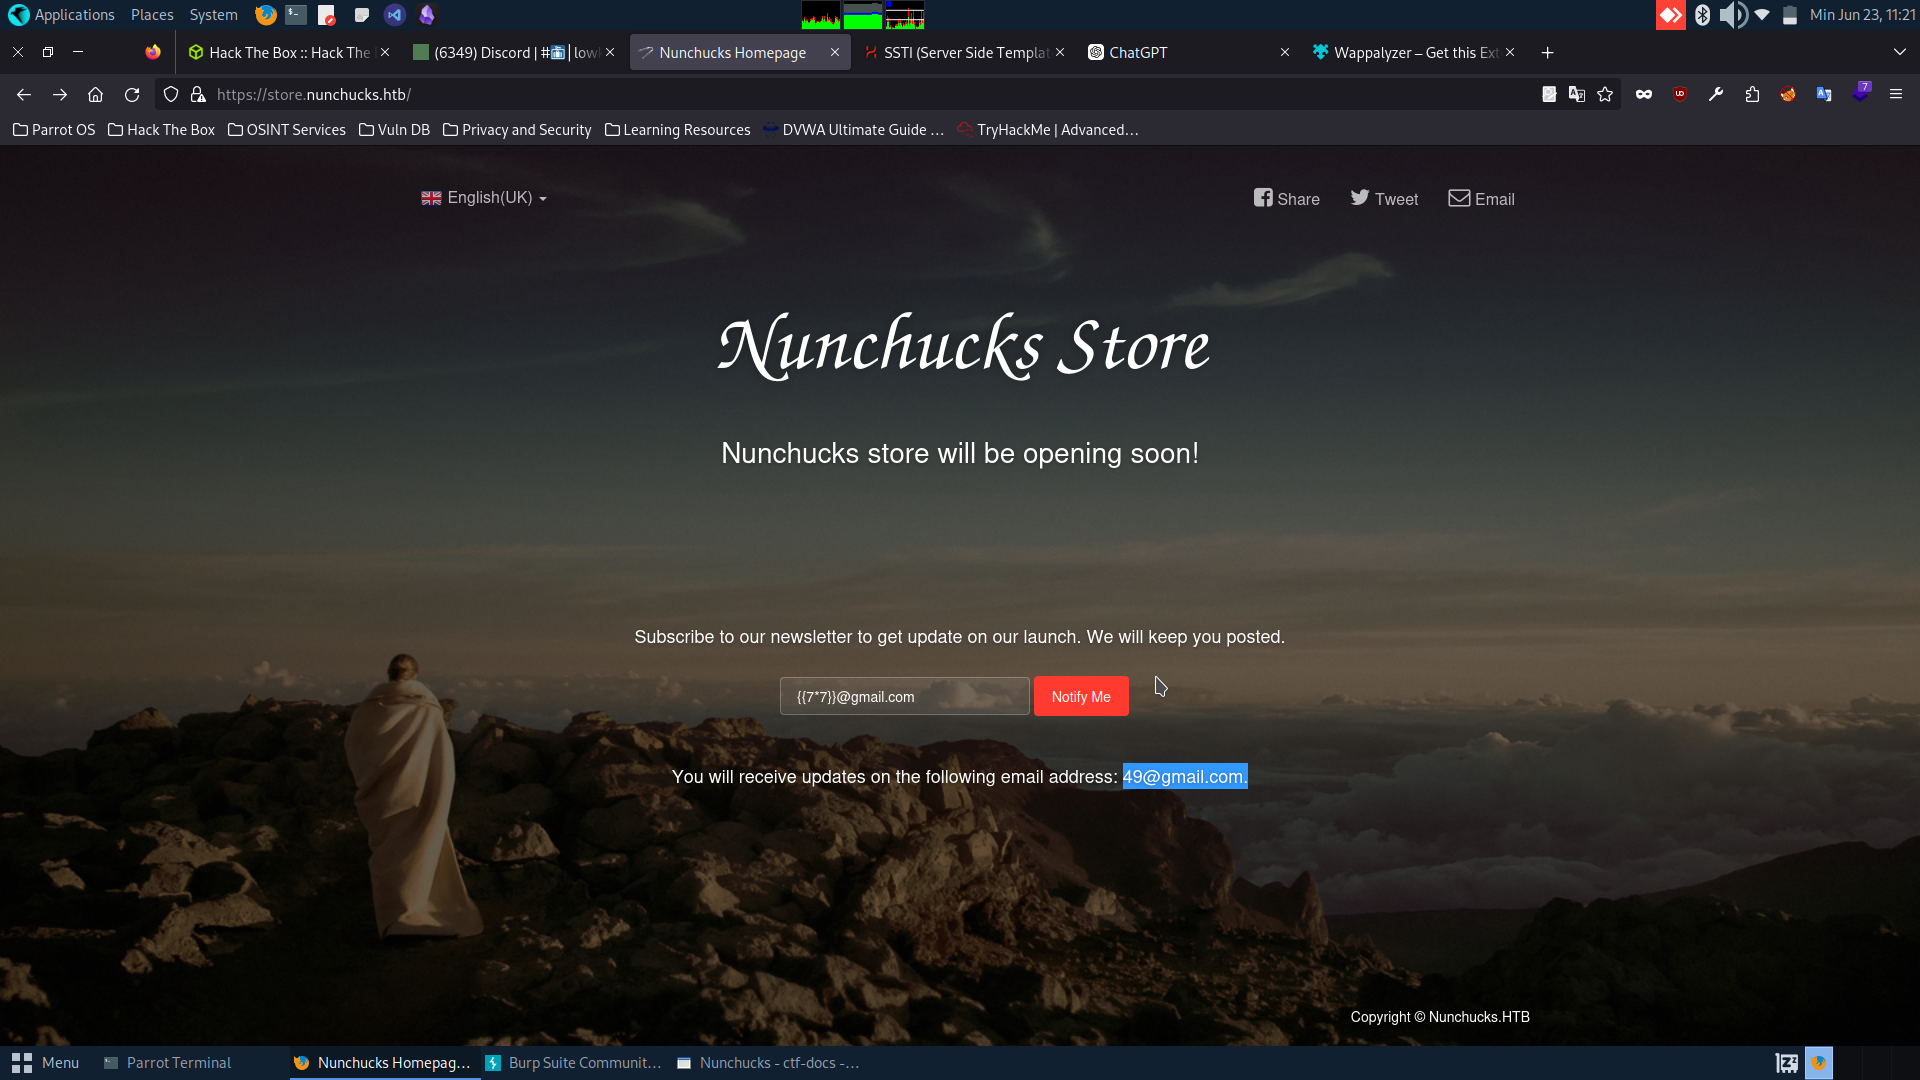 Applications Places System Min Jun 23, 11:21
Hack The Box :: Hack The (6349) Discord | # | low Nunchucks Homepage SSTI (Server Side Templat ChatGPT Wappalyzer – Get this Ext
https://store.nunchucks.htb/ 7
Parrot OS Hack The Box OSINT Services Vuln DB Privacy and Security Learning Resources DVWA Ultimate Guide … TryHackMe | Advanced…
English(UK) Share Tweet Email
Nunchucks Store
Nunchucks store will be opening soon!
Subscribe to our newsletter to get update on our launch. We will keep you posted.
{{7*7}}@gmail.com Notify Me
You will receive updates on the following email address: 49@gmail.com.
Copyright © Nunchucks.HTB
Menu Parrot Terminal Nunchucks Homepag... Burp Suite Communit... Nunchucks - ctf-docs -...